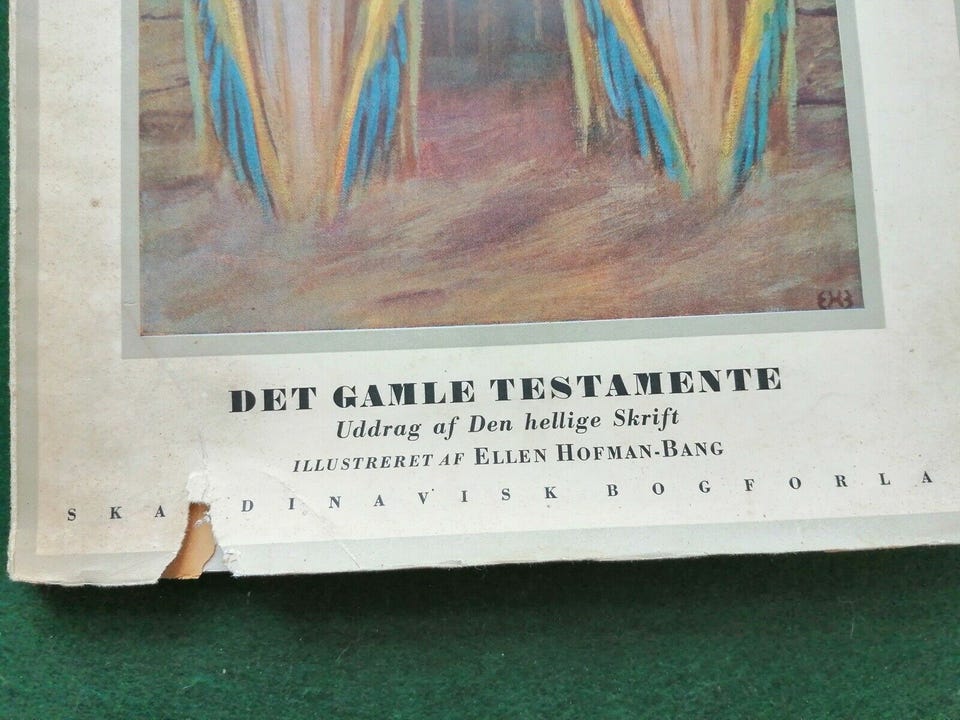 EHB
DET GAMLE TESTAMENTE
Uddrag af Den hellige Skrift
ILLUSTRERET AF ELLEN HOFMAN-BANG
SKA DINAVISK BOGFORLA